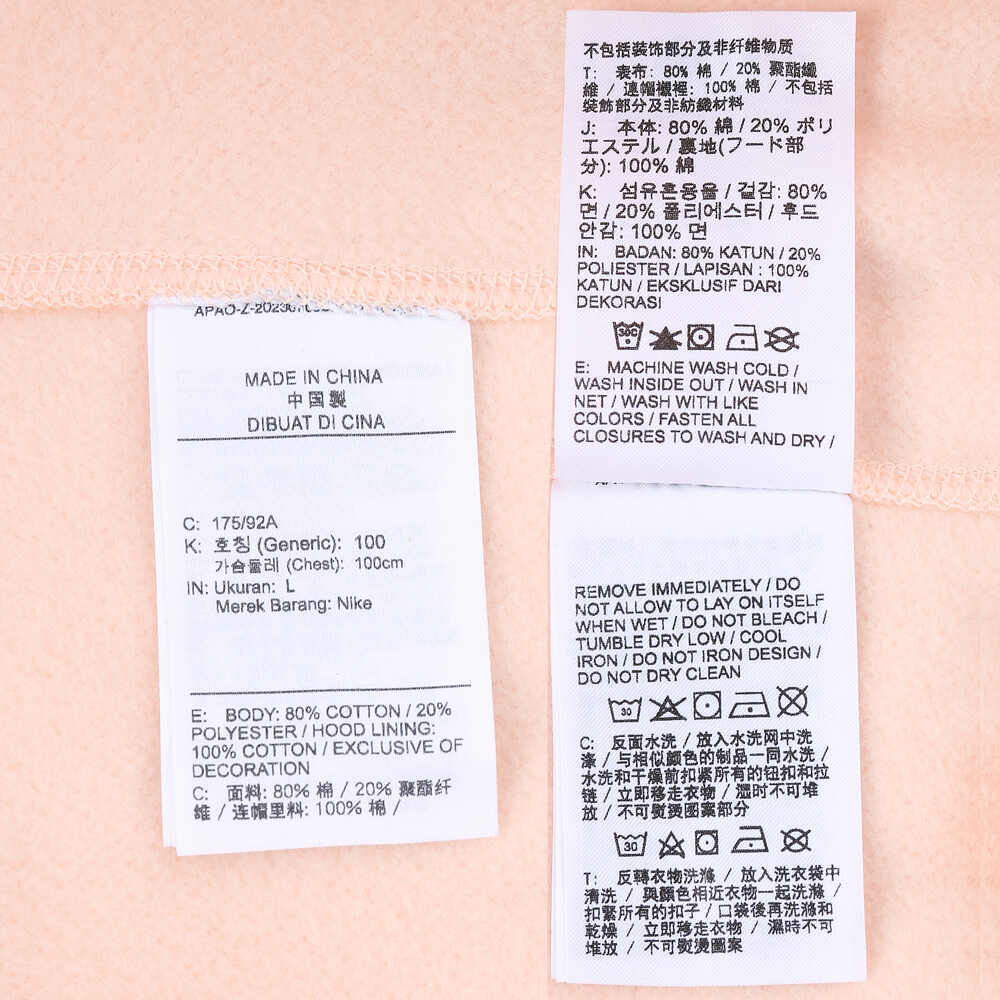 MADE IN CHINA
中国製
DIBUAT DI CINA
C: 175/92A
K: 호칭 (Generic): 100
가슴둘레 (Chest): 100cm
IN: Ukuran: L
Merek Barang: Nike
E: BODY: 80% COTTON / 20%
POLYESTER / HOOD LINING:
100% COTTON / EXCLUSIVE OF
DECORATION
C: 面料: 80% 棉 / 20% 聚酯纤
维 / 连帽里料: 100% 棉 /
不包括装饰部分及非纤维物质
T: 表布: 80% 棉 / 20% 聚酯纖
維 / 連帽襯裡: 100% 棉 / 不包括
裝飾部分及非紡織材料
J: 本体: 80% 綿 / 20% ポリ
エステル / 裏地(フード部
分): 100% 綿
K: 섬유혼용율 / 겉감: 80%
면 / 20% 폴리에스터 / 후드
안감: 100% 면
IN: BADAN: 80% KATUN / 20%
POLIESTER / LAPISAN : 100%
KATUN / EKSKLUSIF DARI
DEKORASI
30C
E: MACHINE WASH COLD /
WASH INSIDE OUT / WASH IN
NET / WASH WITH LIKE
COLORS / FASTEN ALL
CLOSURES TO WASH AND DRY /
REMOVE IMMEDIATELY / DO
NOT ALLOW TO LAY ON ITSELF
WHEN WET / DO NOT BLEACH /
TUMBLE DRY LOW / COOL
IRON / DO NOT IRON DESIGN /
DO NOT DRY CLEAN
30
C: 反面水洗 / 放入水洗网中洗
涤 / 与相似颜色的制品一同水洗 /
水洗和干燥前扣紧所有的钮扣和拉
链 / 立即移走衣物 / 湿时不可堆
放 / 不可熨烫图案部分
30
T: 反轉衣物洗滌 / 放入洗衣袋中
清洗 / 與顏色相近衣物一起洗滌 /
扣緊所有的扣子 / 口袋後再洗滌和
乾燥 / 立即移走衣物 / 濕時不可
堆放 / 不可熨燙圖案